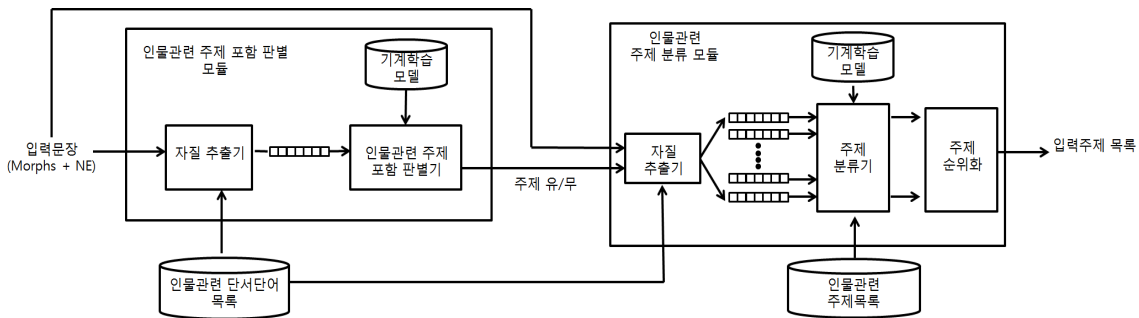 인물관련 주제 포함 판별
모듈
기계학습
모델
입력문장
(Morphs + NE)
자질 추출기
인물관련 주제
포함 판별기
주제 유/무
인물관련 단서단어
목록
인물관련
주제 분류 모듈
기계학습
모델
자질
추출기
주제
분류기
주제
순위화
입력주제 목록
인물관련
주제목록